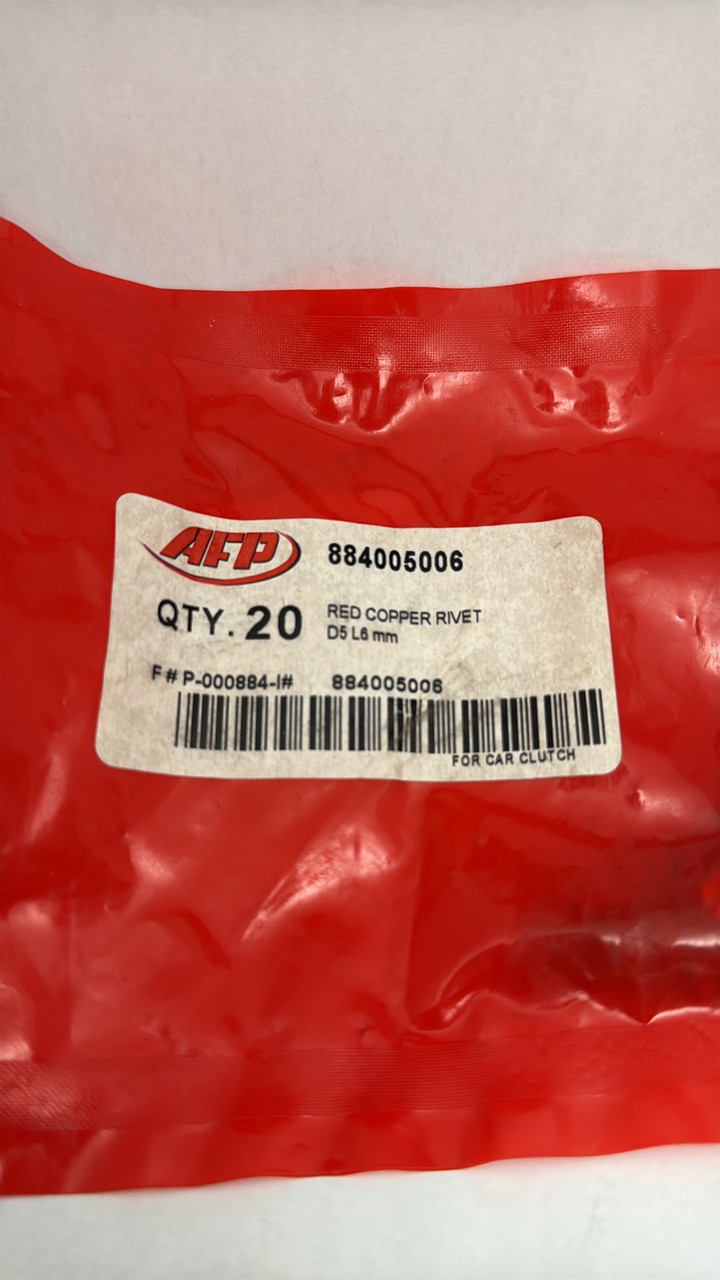 AFP
884005006
QTY. 20
RED COPPER RIVET
D5 L6 mm
F # P-000884-I# 884005006
FOR CAR CLUTCH